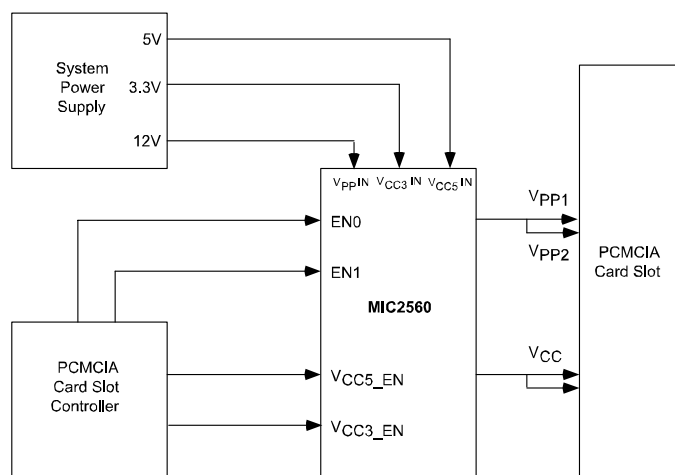 System
Power
Supply
5V
3.3V
12V
VPP IN VCC3 IN VCC5 IN
EN0
EN1
MIC2560
VCC5_EN
VCC3_EN
PCMCIA
Card Slot
Controller
VPP1
VPP2
VCC
PCMCIA
Card Slot